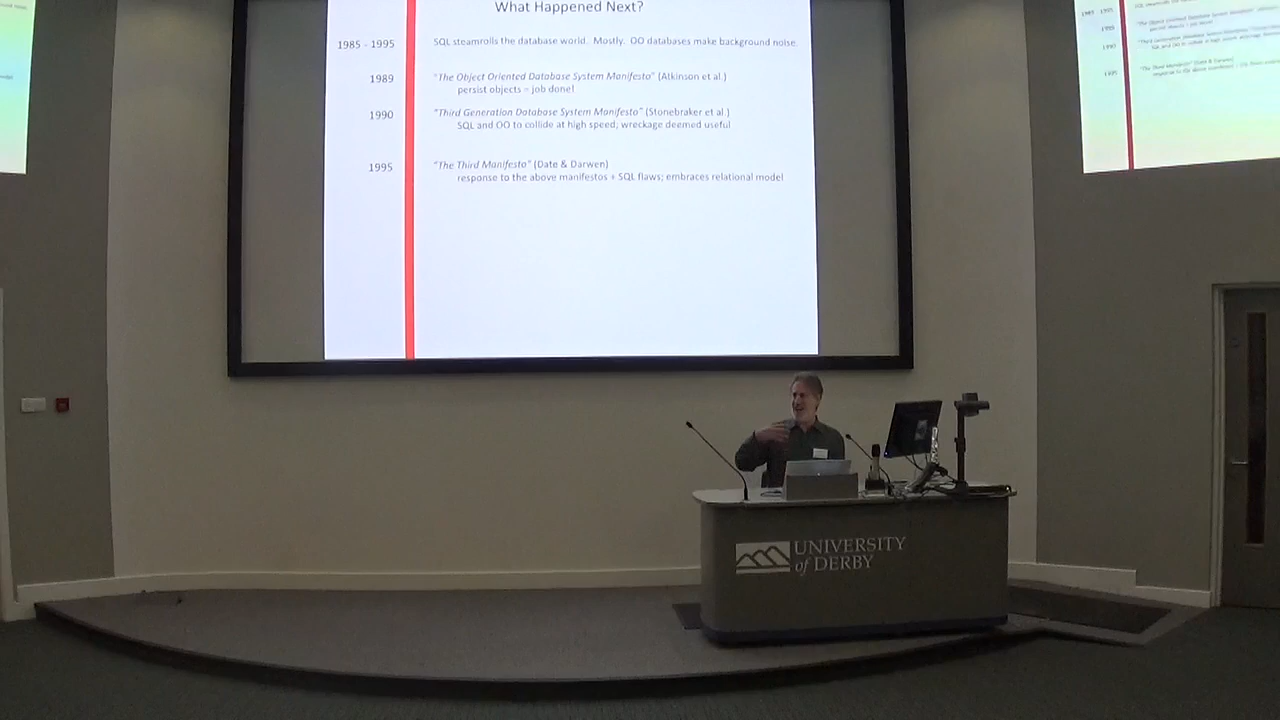 What Happened Next?
1985 - 1995 SQL steamrolls the database world. Mostly. OO databases make background noise.
1989 "The Object Oriented Database System Manifesto" (Atkinson et al.)
persist objects = job done!
1990 "Third Generation Database System Manifesto" (Stonebraker et al.)
SQL and OO to collide at high speed; wreckage deemed useful
1995 "The Third Manifesto" (Date & Darwen)
response to the above manifestos + SQL flaws; embraces relational model
UNIVERSITY
of DERBY